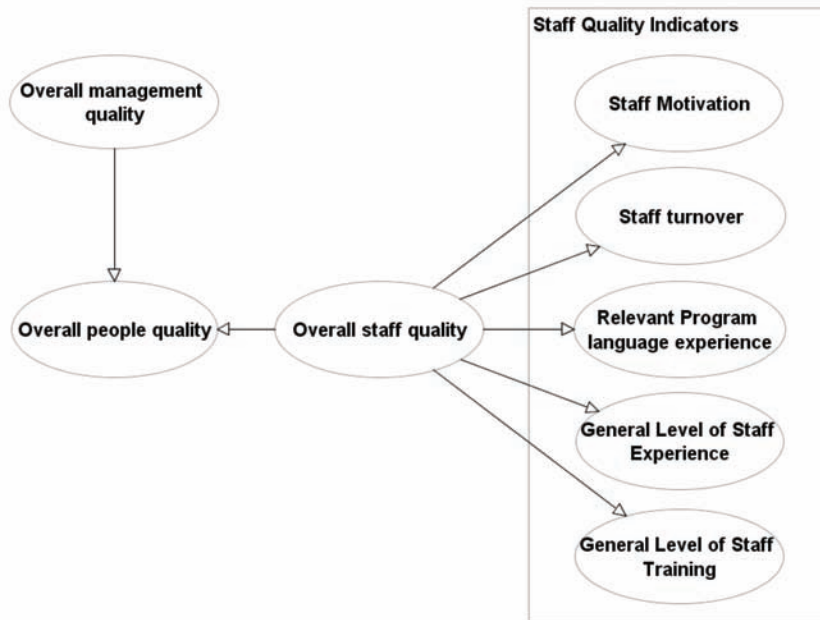 Staff Quality Indicators
Overall management
quality
Staff Motivation
Staff turnover
Overall people quality
Overall staff quality
Relevant Program
language experience
General Level of Staff
Experience
General Level of Staff
Training